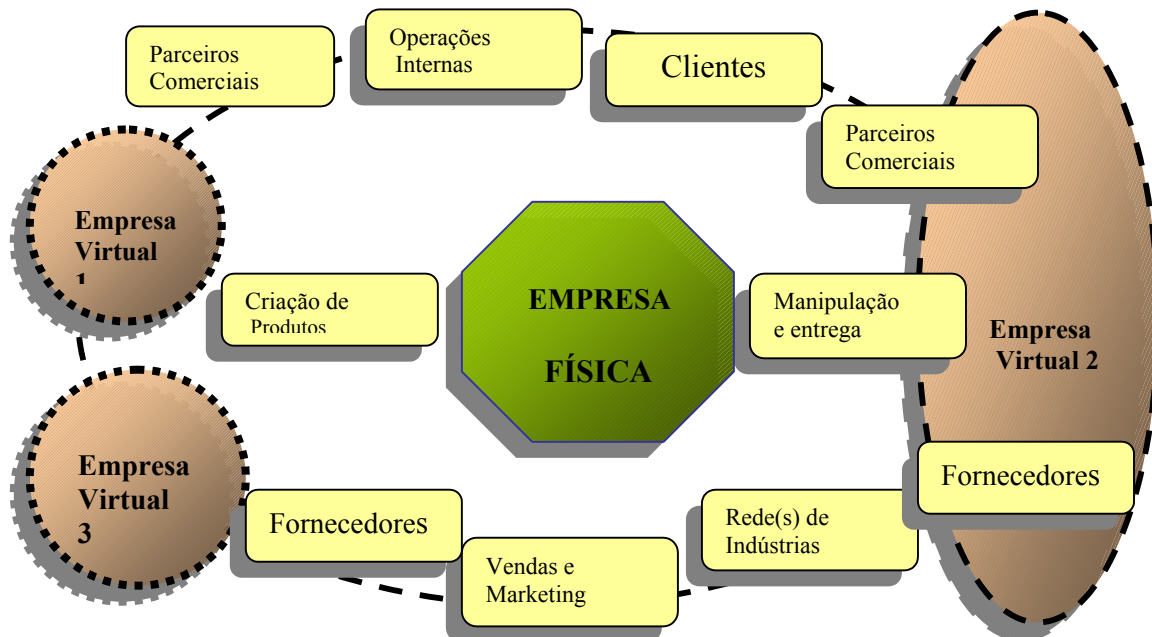 Parceiros
Comerciais
Operações
Internas
Clientes
Parceiros
Comerciais
Empresa
Virtual
1
Criação de
Produtos
EMPRESA
FÍSICA
Manipulação
e entrega
Empresa
Virtual 2
Empresa
Virtual
3
Fornecedores
Vendas e
Marketing
Rede(s) de
Indústrias
Fornecedores